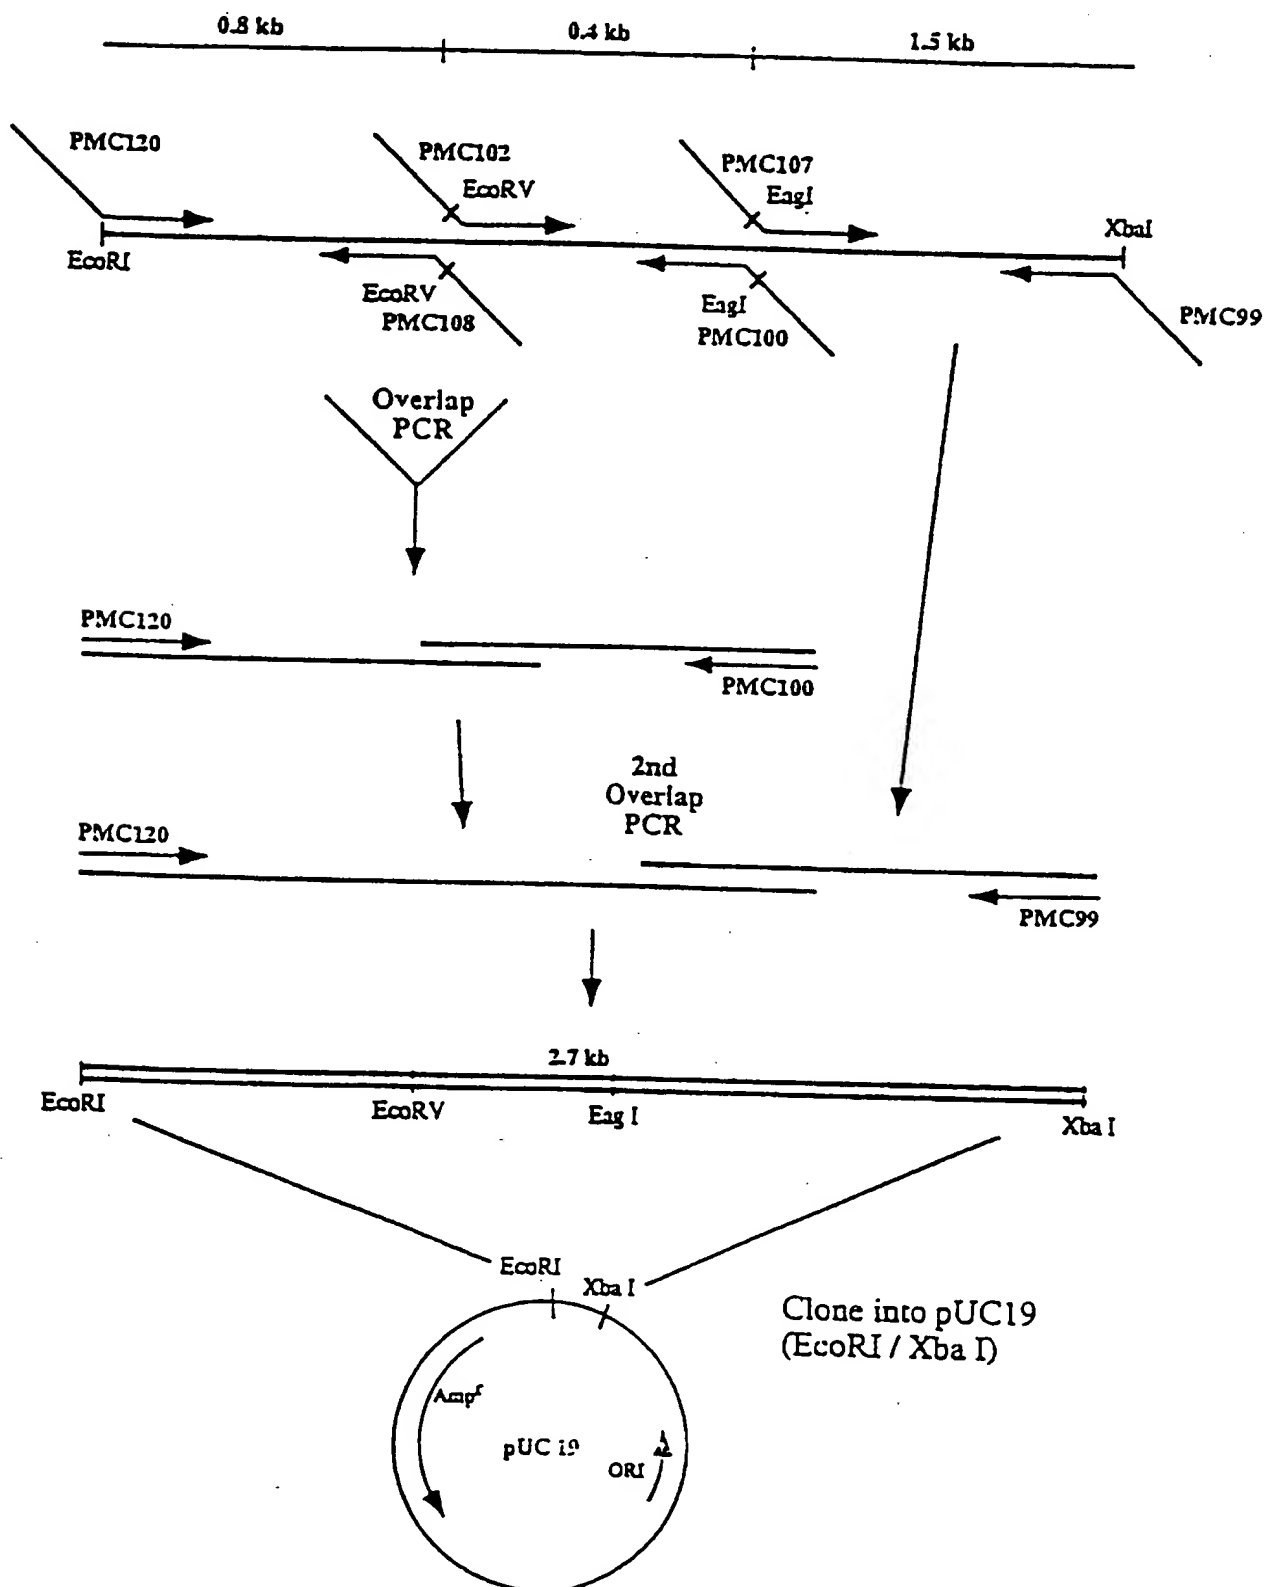 0.8 kb
0.4 kb
1.5 kb
PMC120
PMC102
EcoRV
PMC107
EagI
XbaI
EcoRI
EcoRV
PMC108
EagI
PMC100
PMC99
Overlap
PCR
PMC120
PMC100
2nd
Overlap
PCR
PMC120
PMC99
2.7 kb
EcoRI
EcoRV
Eag I
Xba I
EcoRI
Xba I
Clone into pUC19
(EcoRI / Xba I)
Ampr
pUC 19
ORI